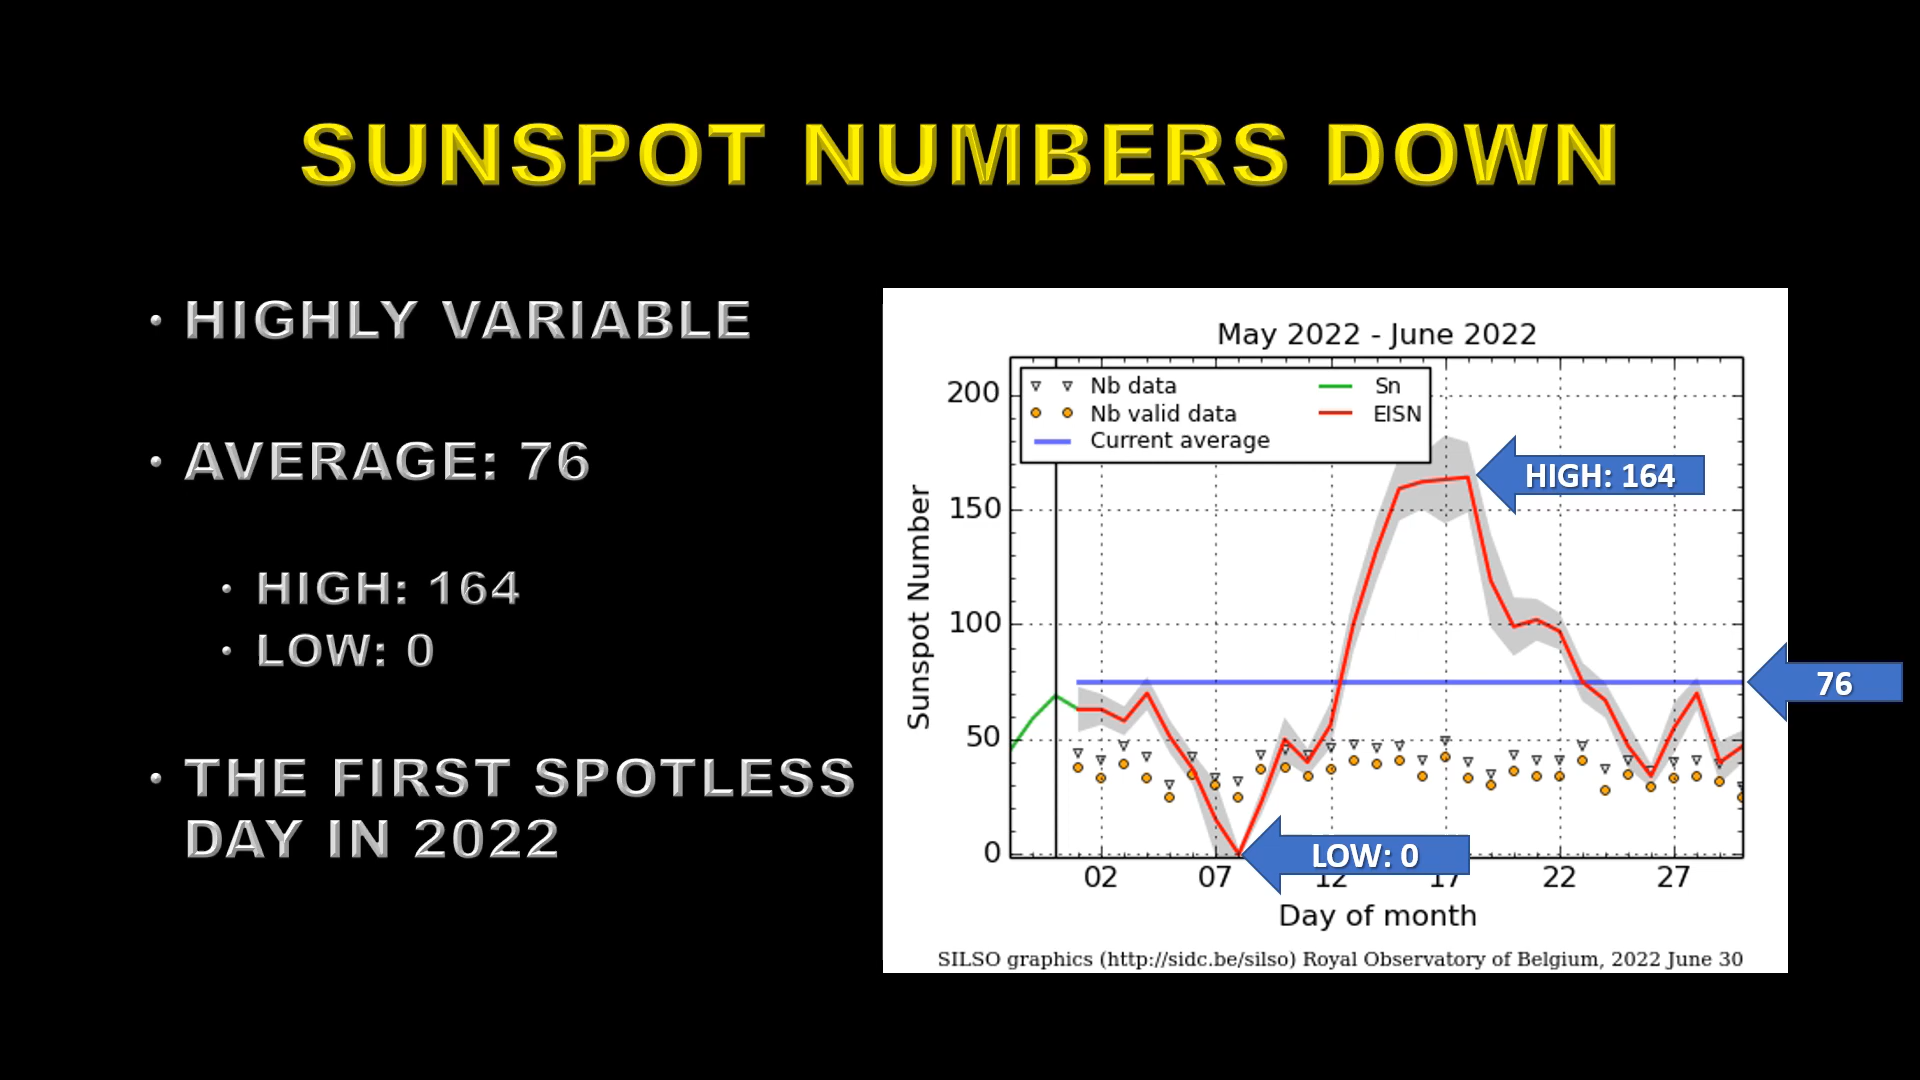 SUNSPOT NUMBERS DOWN
• HIGHLY VARIABLE
• AVERAGE: 76
• HIGH: 164
• LOW: 0
• THE FIRST SPOTLESS
DAY IN 2022
May 2022 - June 2022
Nb data
Nb valid data
Current average
Sn
EISN
200
150
100
50
0
Sunspot Number
HIGH: 164
76
LOW: 0
02 07 12 17 22 27
Day of month
SILSO graphics (http://sidc.be/silso) Royal Observatory of Belgium, 2022 June 30